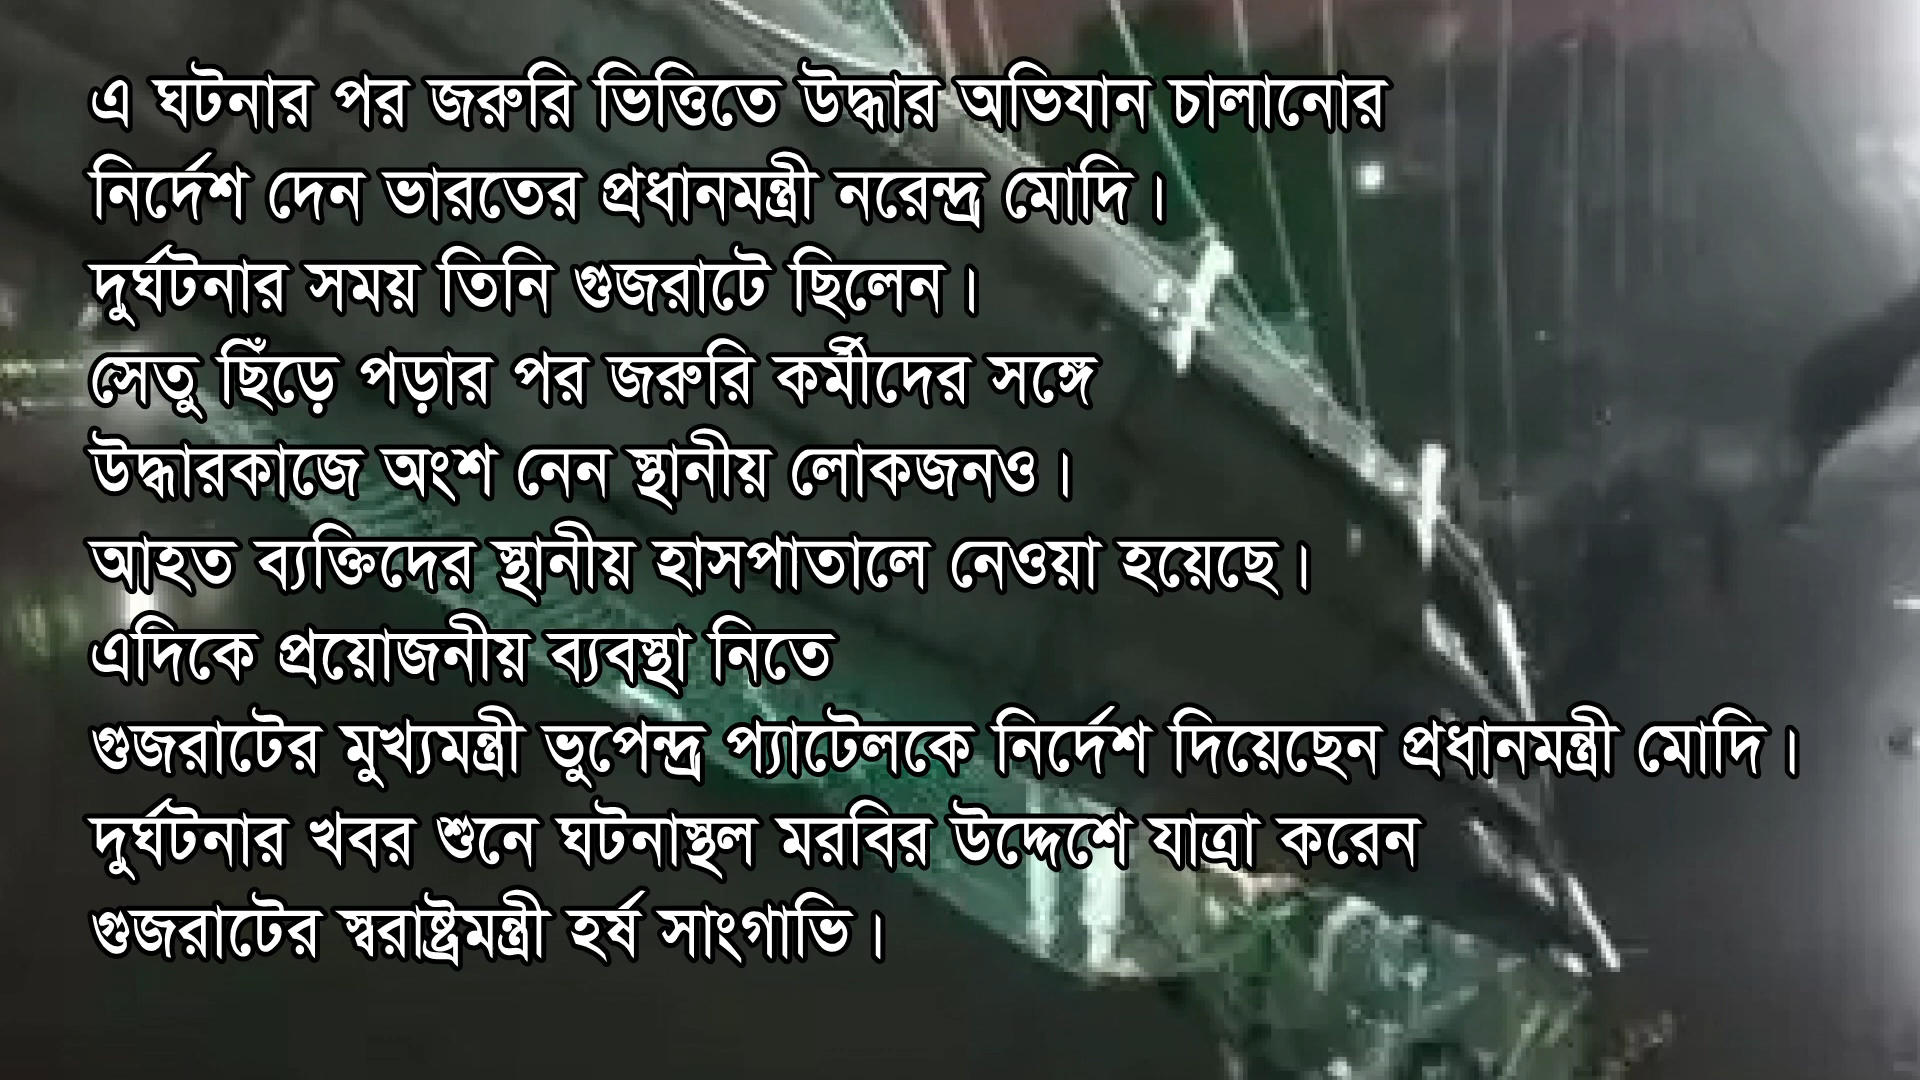 এ ঘটনার পর জরুরি ভিত্তিতে উদ্ধার অভিযান চালানোর
নির্দেশ দেন ভারতের প্রধানমন্ত্রী নরেন্দ্র মোদি।
দুর্ঘটনার সময় তিনি গুজরাটে ছিলেন।
সেতু ছিঁড়ে পড়ার পর জরুরি কর্মীদের সঙ্গে
উদ্ধারকাজে অংশ নেন স্থানীয় লোকজনও।
আহত ব্যক্তিদের স্থানীয় হাসপাতালে নেওয়া হয়েছে।
এদিকে প্রয়োজনীয় ব্যবস্থা নিতে
গুজরাটের মুখ্যমন্ত্রী ভুপেন্দ্র প্যাটেলকে নির্দেশ দিয়েছেন প্রধানমন্ত্রী মোদি।
দুর্ঘটনার খবর শুনে ঘটনাস্থল মরবির উদ্দেশে যাত্রা করেন
গুজরাটের স্বরাষ্ট্রমন্ত্রী হর্ষ সাংগাভি।